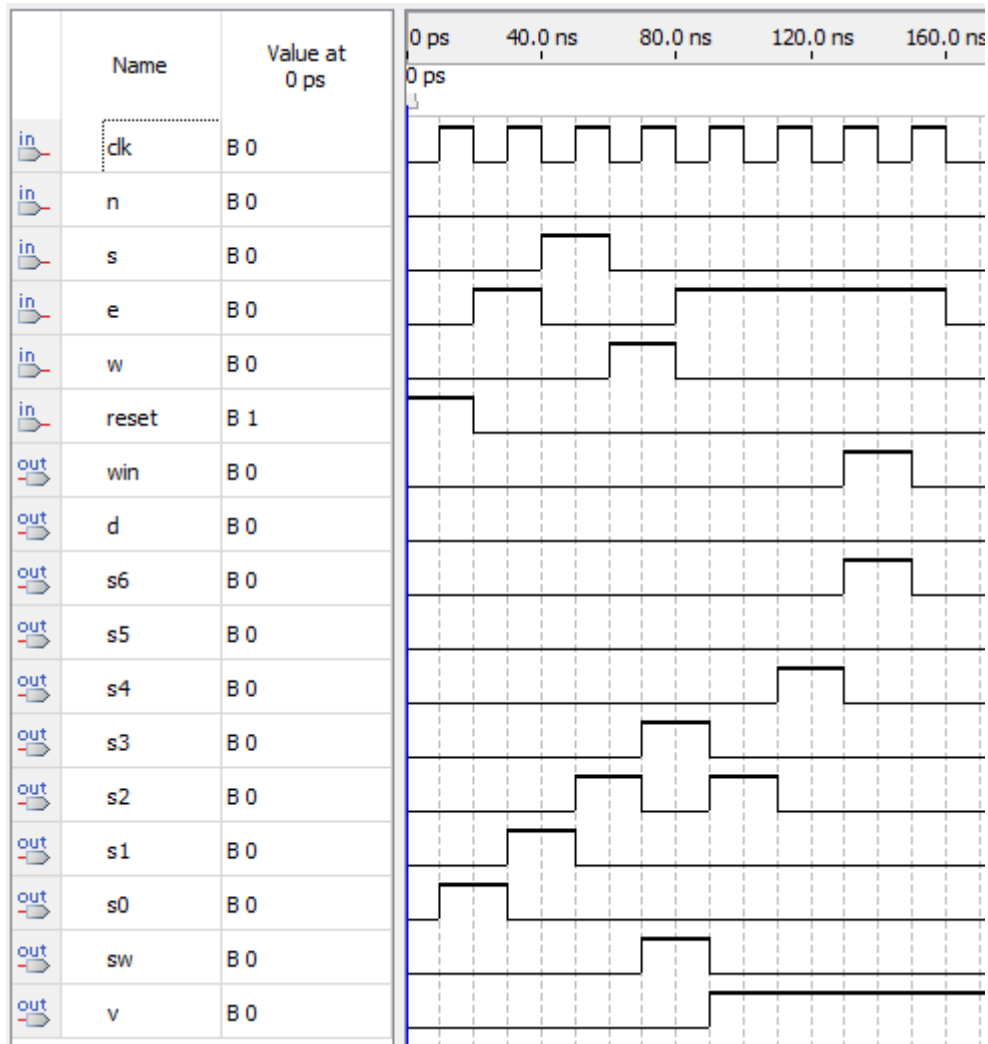 Name
Value at
0 ps
0 ps 40.0 ns 80.0 ns 120.0 ns 160.0 ns
0 ps
in clk B 0
in n B 0
in s B 0
in e B 0
in w B 0
in reset B 1
out win B 0
out d B 0
out s6 B 0
out s5 B 0
out s4 B 0
out s3 B 0
out s2 B 0
out s1 B 0
out s0 B 0
out sw B 0
out v B 0